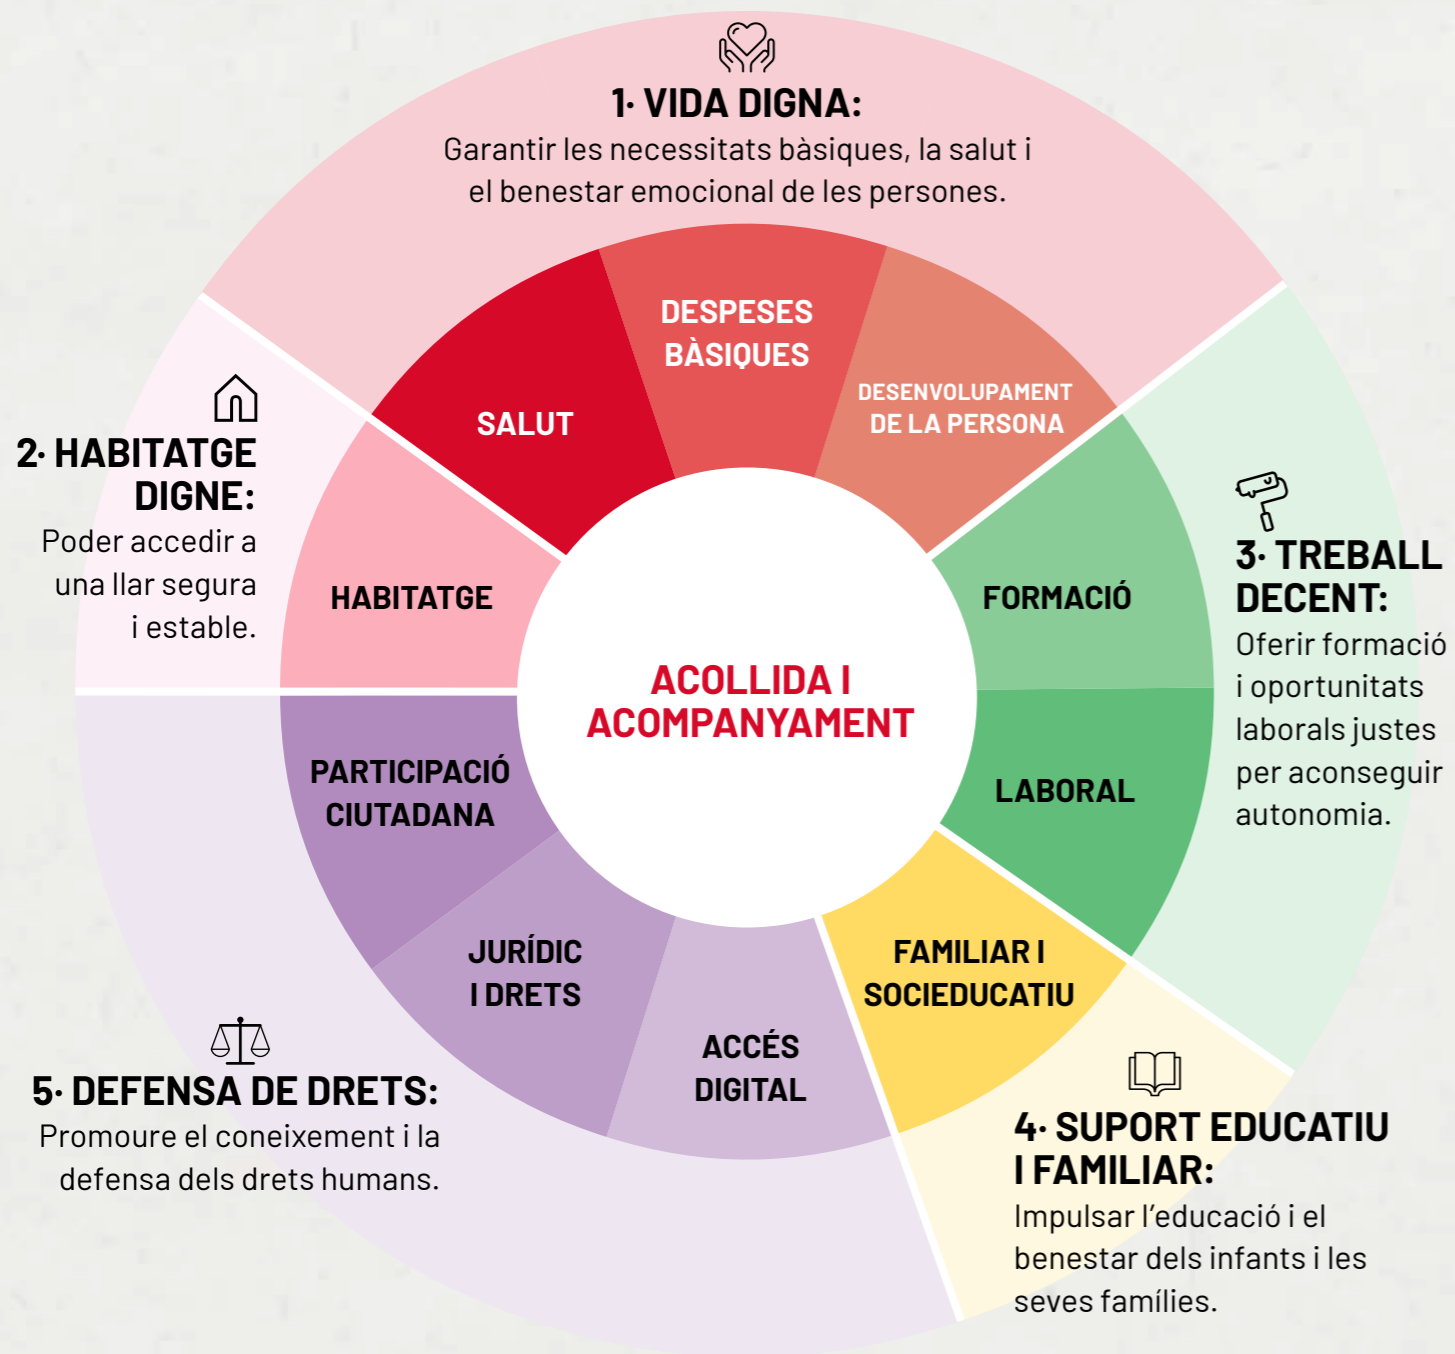 1· VIDA DIGNA:
Garantir les necessitats bàsiques, la salut i
el benestar emocional de les persones.
DESPESES
BÀSIQUES
DESENVOLUPAMENT
DE LA PERSONA
SALUT
2· HABITATGE
DIGNE:
Poder accedir a
una llar segura
i estable.
HABITATGE
FORMACIÓ
3· TREBALL
DECENT:
Oferir formació
i oportunitats
laborals justes
per aconseguir
autonomia.
ACOLLIDA I
ACOMPANYAMENT
PARTICIPACIÓ
CIUTADANA
LABORAL
JURÍDIC
I DRETS
FAMILIAR I
SOCIEDUCATIU
ACCÉS
DIGITAL
5· DEFENSA DE DRETS:
Promoure el coneixement i la
defensa dels drets humans.
4· SUPORT EDUCATIU
I FAMILIAR:
Impulsar l’educació i el
benestar dels infants i les
seves famílies.